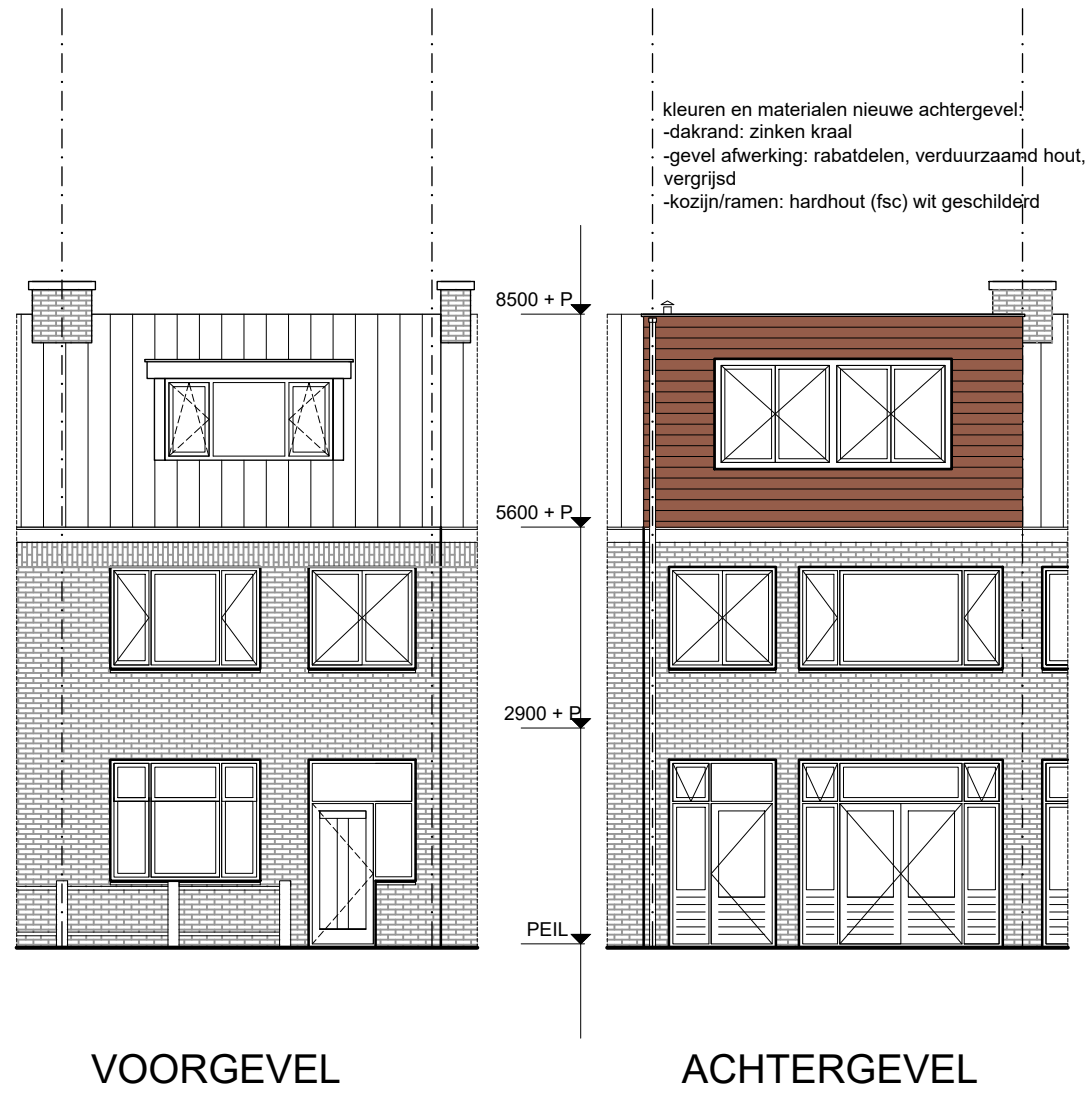 kleuren en materialen nieuwe achtergevel:
-dakrand: zinken kraal
-gevel afwerking: rabatdelen, verduurzaamd hout,
vergrijsd
-kozijn/ramen: hardhout (fsc) wit geschilderd
8500 + P
5600 + P
2900 + P
PEIL
VOORGEVEL
ACHTERGEVEL